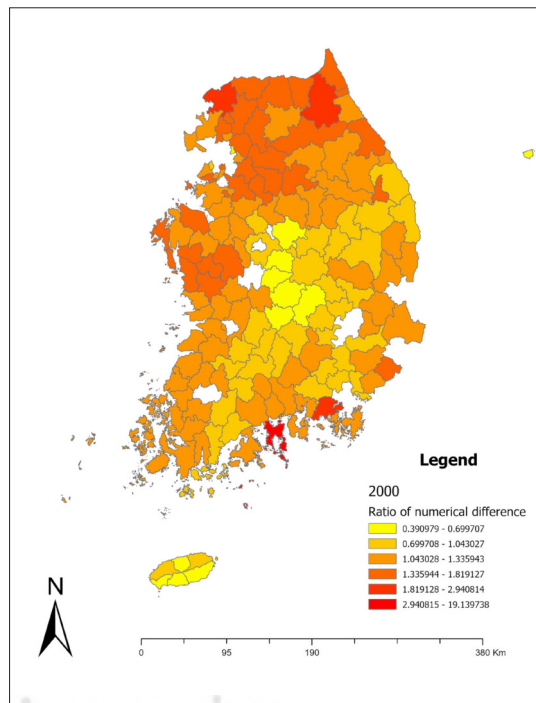 Legend
2000
Ratio of numerical difference
0.390979 - 0.699707
0.699708 - 1.043027
1.043028 - 1.335943
1.335944 - 1.819127
1.819128 - 2.940814
2.940815 - 19.139738
N
0 95 190 380 Km